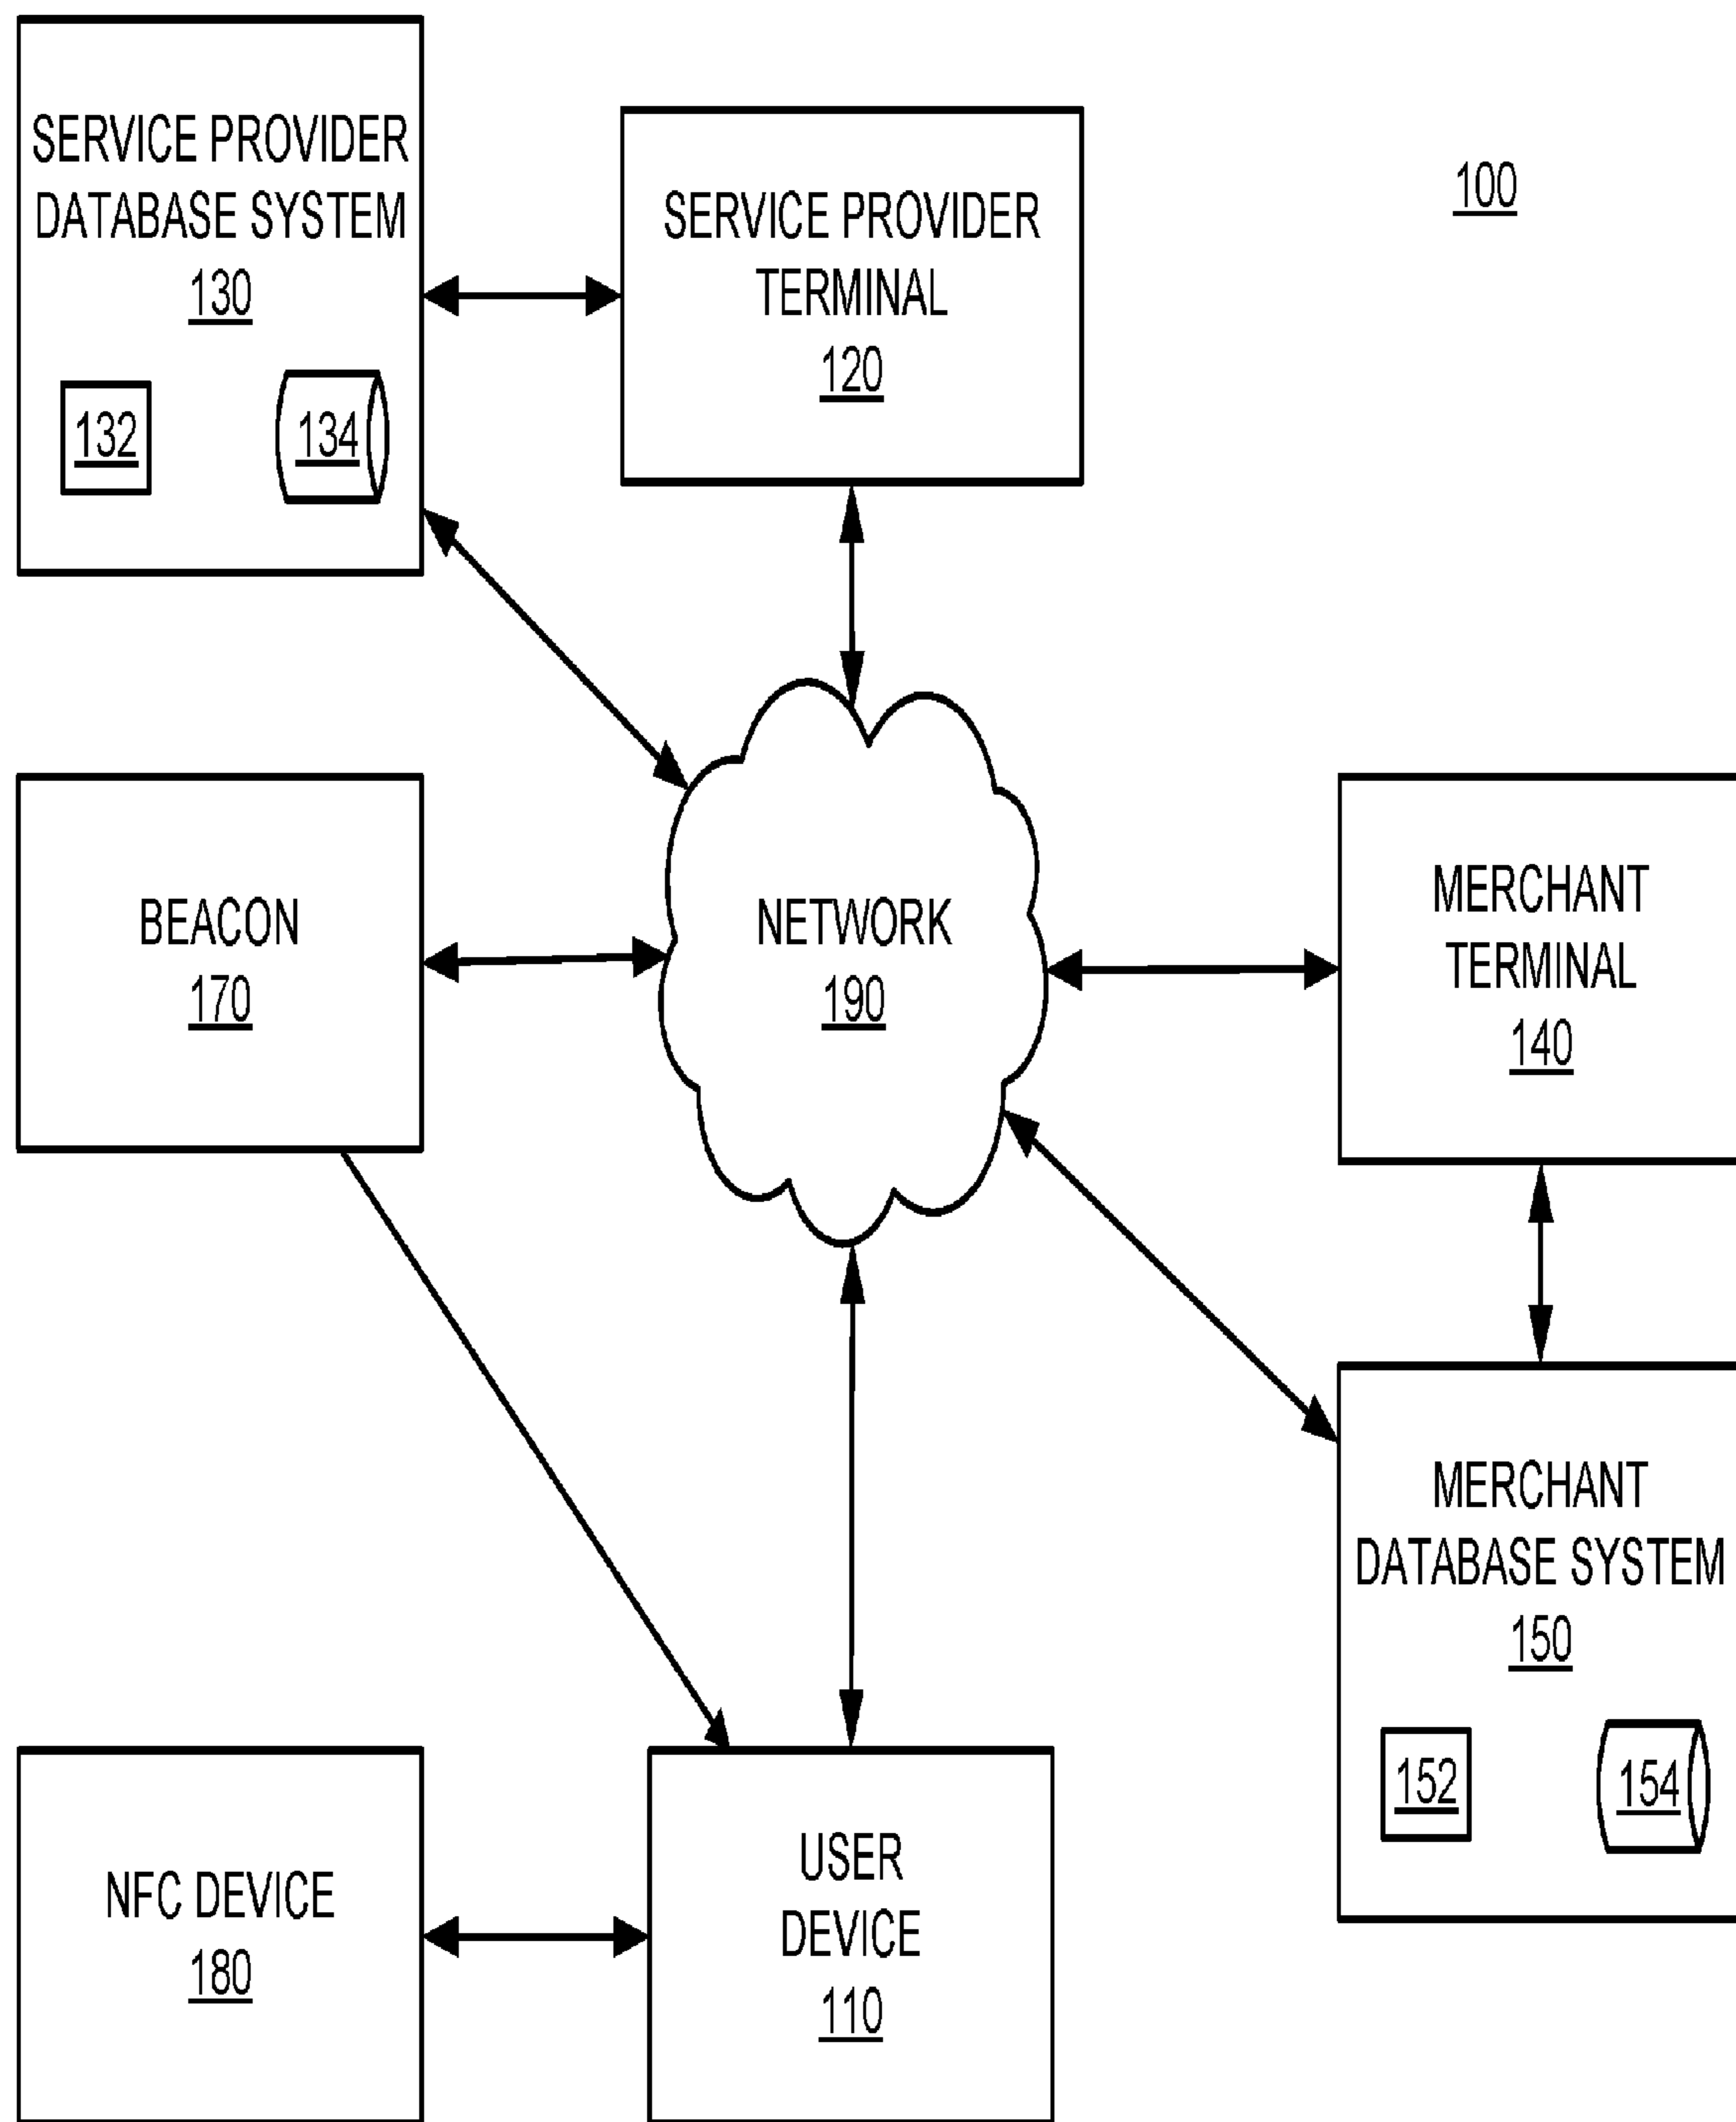 SERVICE PROVIDER
DATABASE SYSTEM
130
132
134
SERVICE PROVIDER
TERMINAL
120
100
BEACON
170
NETWORK
190
MERCHANT
TERMINAL
140
MERCHANT
DATABASE SYSTEM
150
152
154
NFC DEVICE
180
USER
DEVICE
110